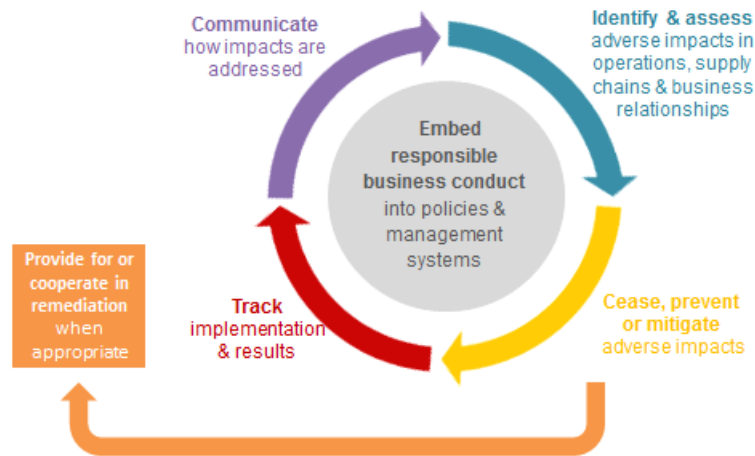 Communicate
how impacts are
addressed
Identify & assess
adverse impacts in
operations, supply
chains & business
relationships
Embed
responsible
business conduct
into policies &
management
systems
Provide for or
cooperate in
remediation
when
appropriate
Track
implementation
& results
Cease, prevent
or mitigate
adverse impacts